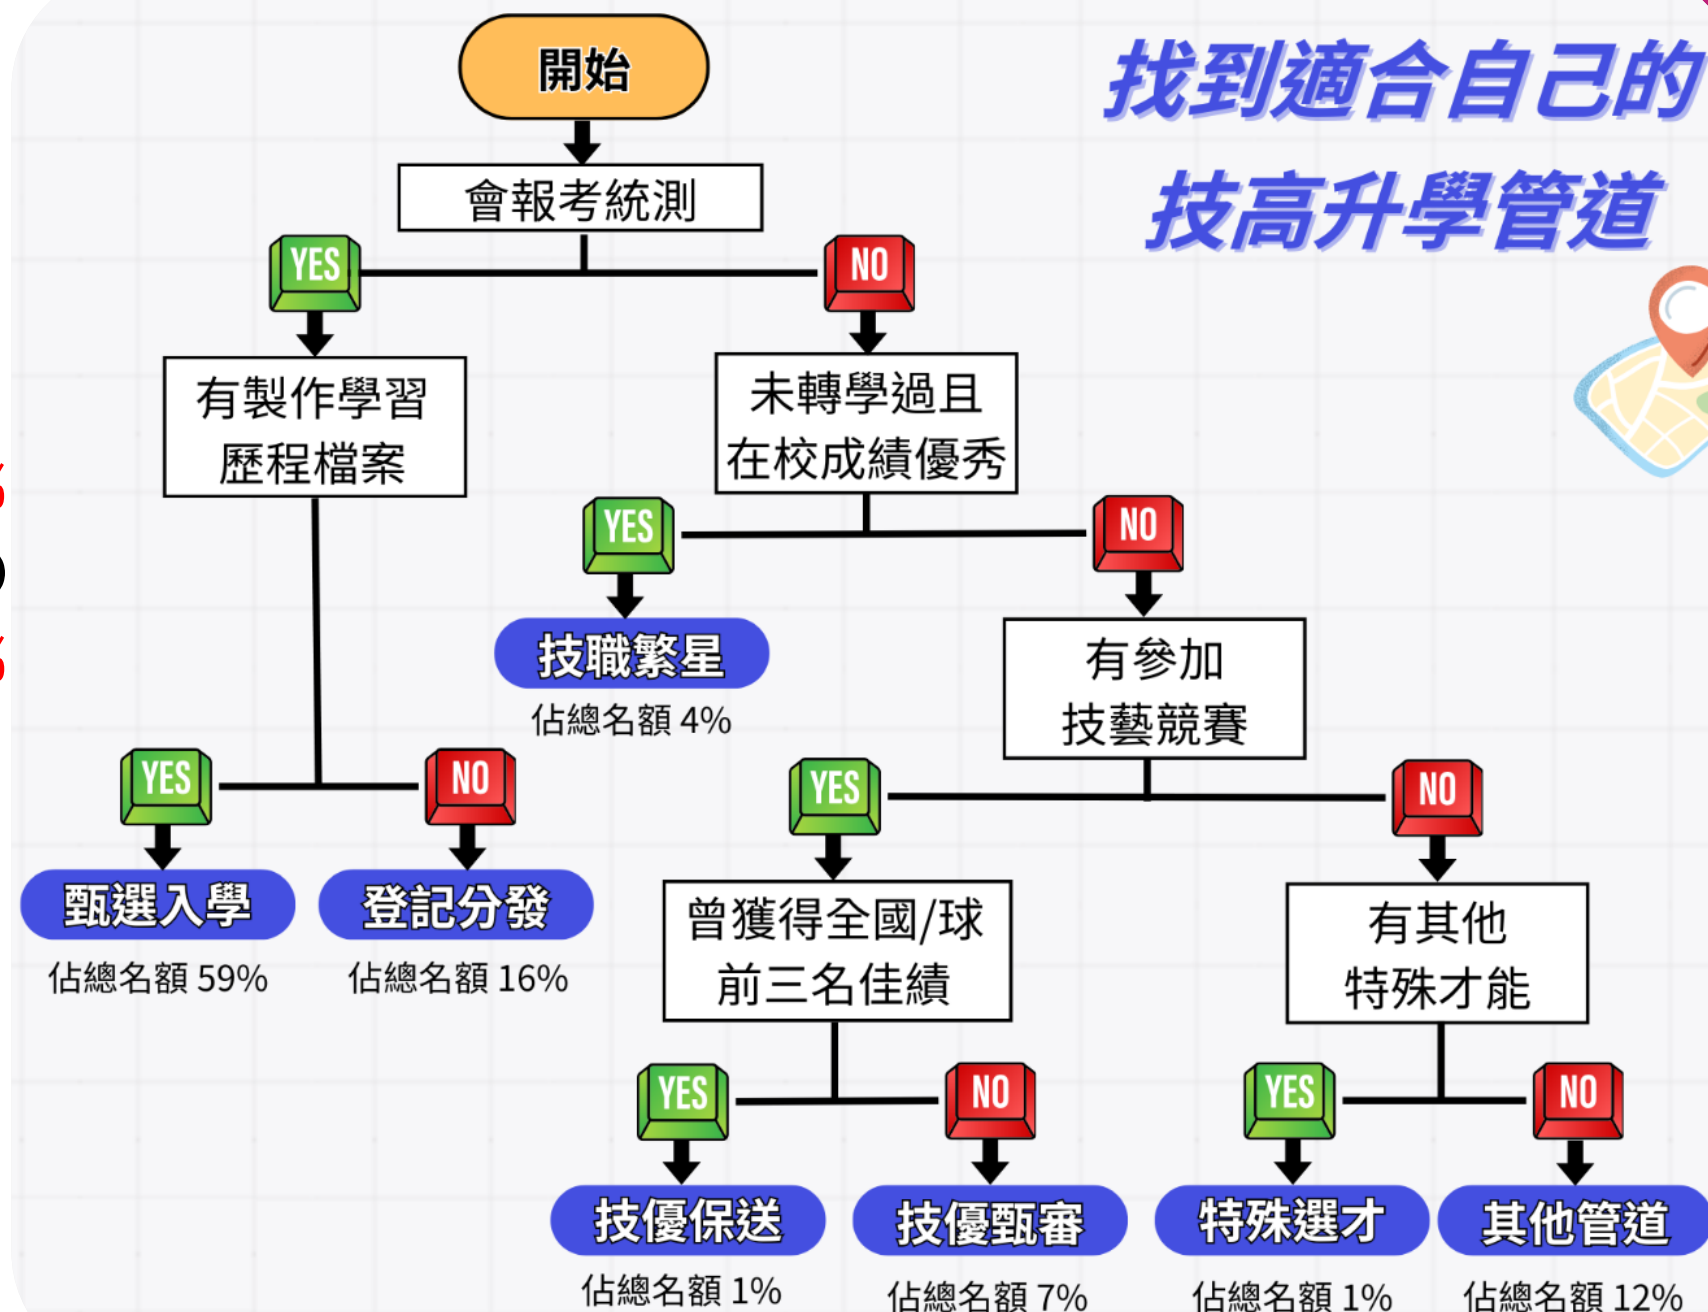 找到適合自己的
技高升學管道
開始
會報考統測
YES
NO
有製作學習
歷程檔案
未轉學過且
在校成績優秀
YES
NO
技職繁星
佔總名額 4%
有參加
技藝競賽
YES
NO
甄選入學
佔總名額 59%
登記分發
佔總名額 16%
YES
NO
曾獲得全國/球
前三名佳績
有其他
特殊才能
YES
NO
YES
NO
技優保送
佔總名額 1%
技優甄審
佔總名額 7%
特殊選才
佔總名額 1%
其他管道
佔總名額 12%